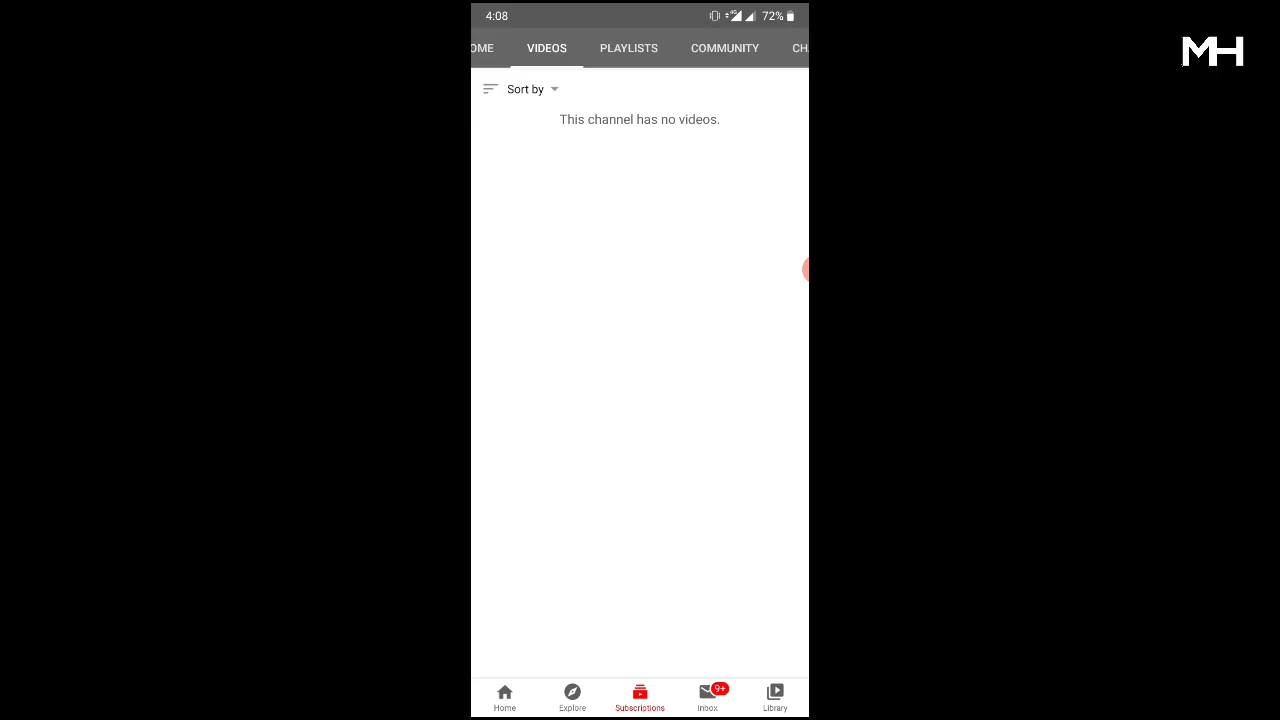 4:08 4G 72%
OME VIDEOS PLAYLISTS COMMUNITY CH
Sort by
This channel has no videos.
9+
Home Explore Subscriptions Inbox Library
MH